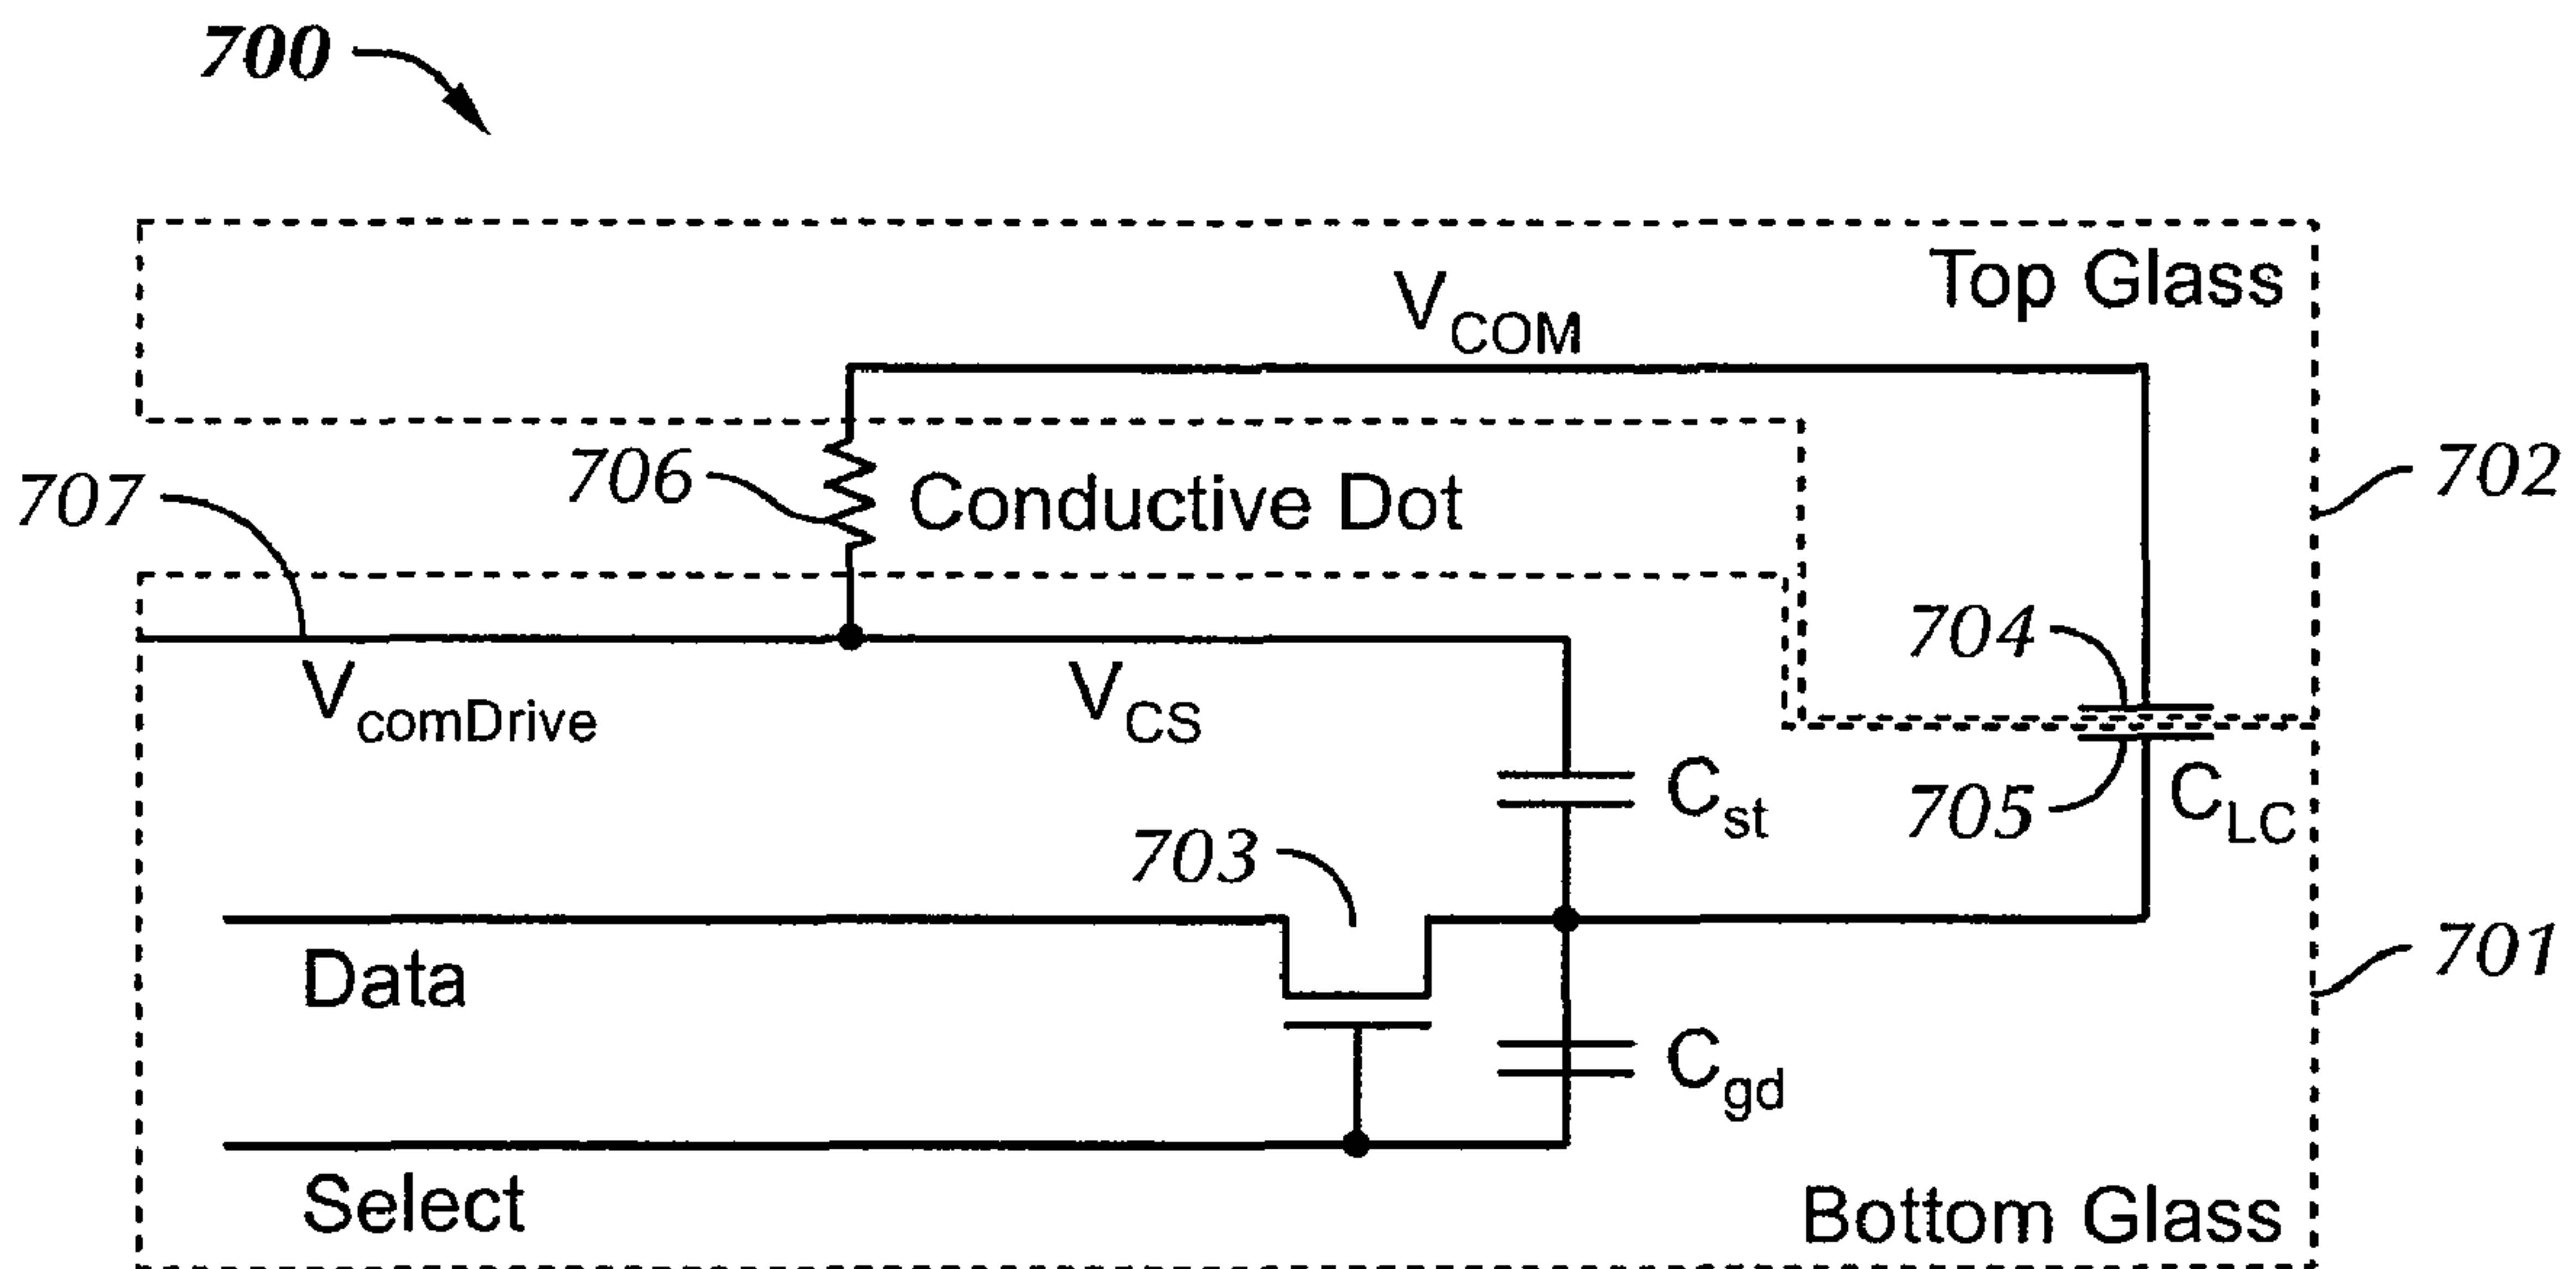 700
Top Glass
V_COM
706
Conductive Dot
702
707
704
V_comDrive
V_CS
C_st
705
C_LC
703
Data
701
C_gd
Select
Bottom Glass